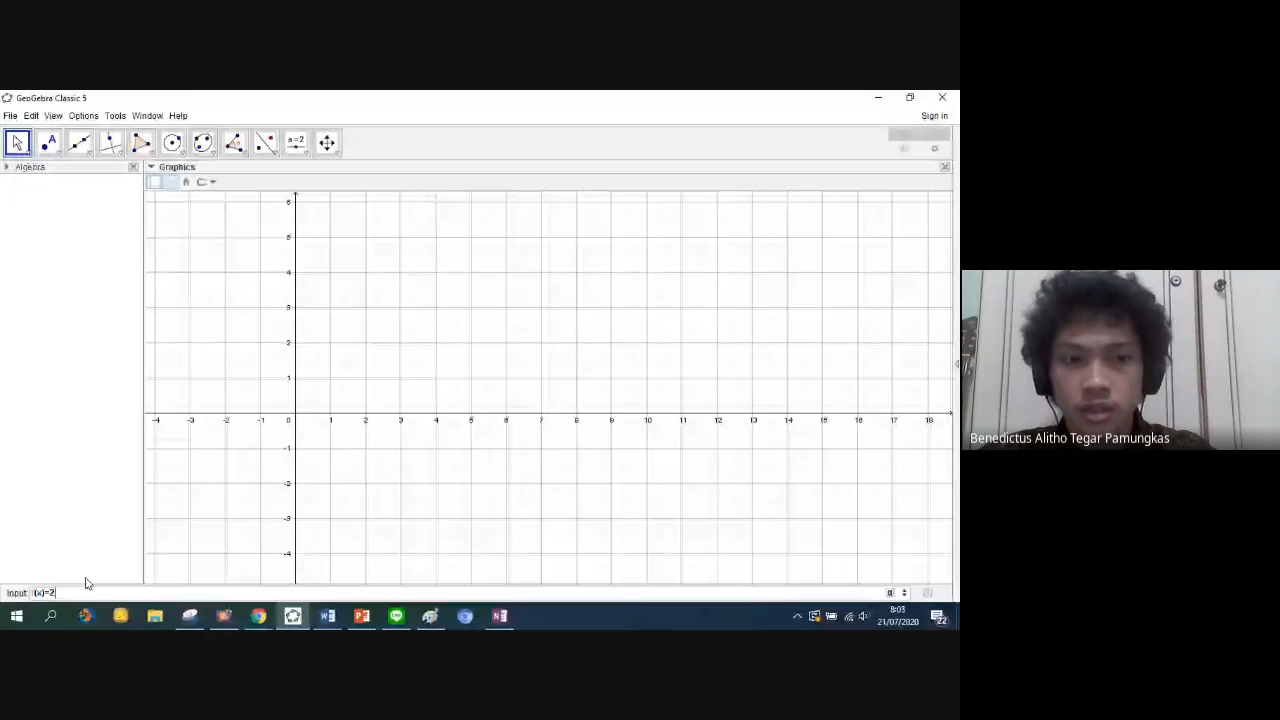 GeoGebra Classic 5
File Edit View Options Tools Window Help
Sign in
A
a=2
Algebra
Graphics
6
5
4
3
2
1
-4 -3 -2 -1 0 1 2 3 4 5 6 7 8 9 10 11 12 13 14 15 16 17 18
-1
-2
-3
-4
Input: f(x)=2
α
8:03
21/07/2020
22
Benedictus Alitho Tegar Pamungkas